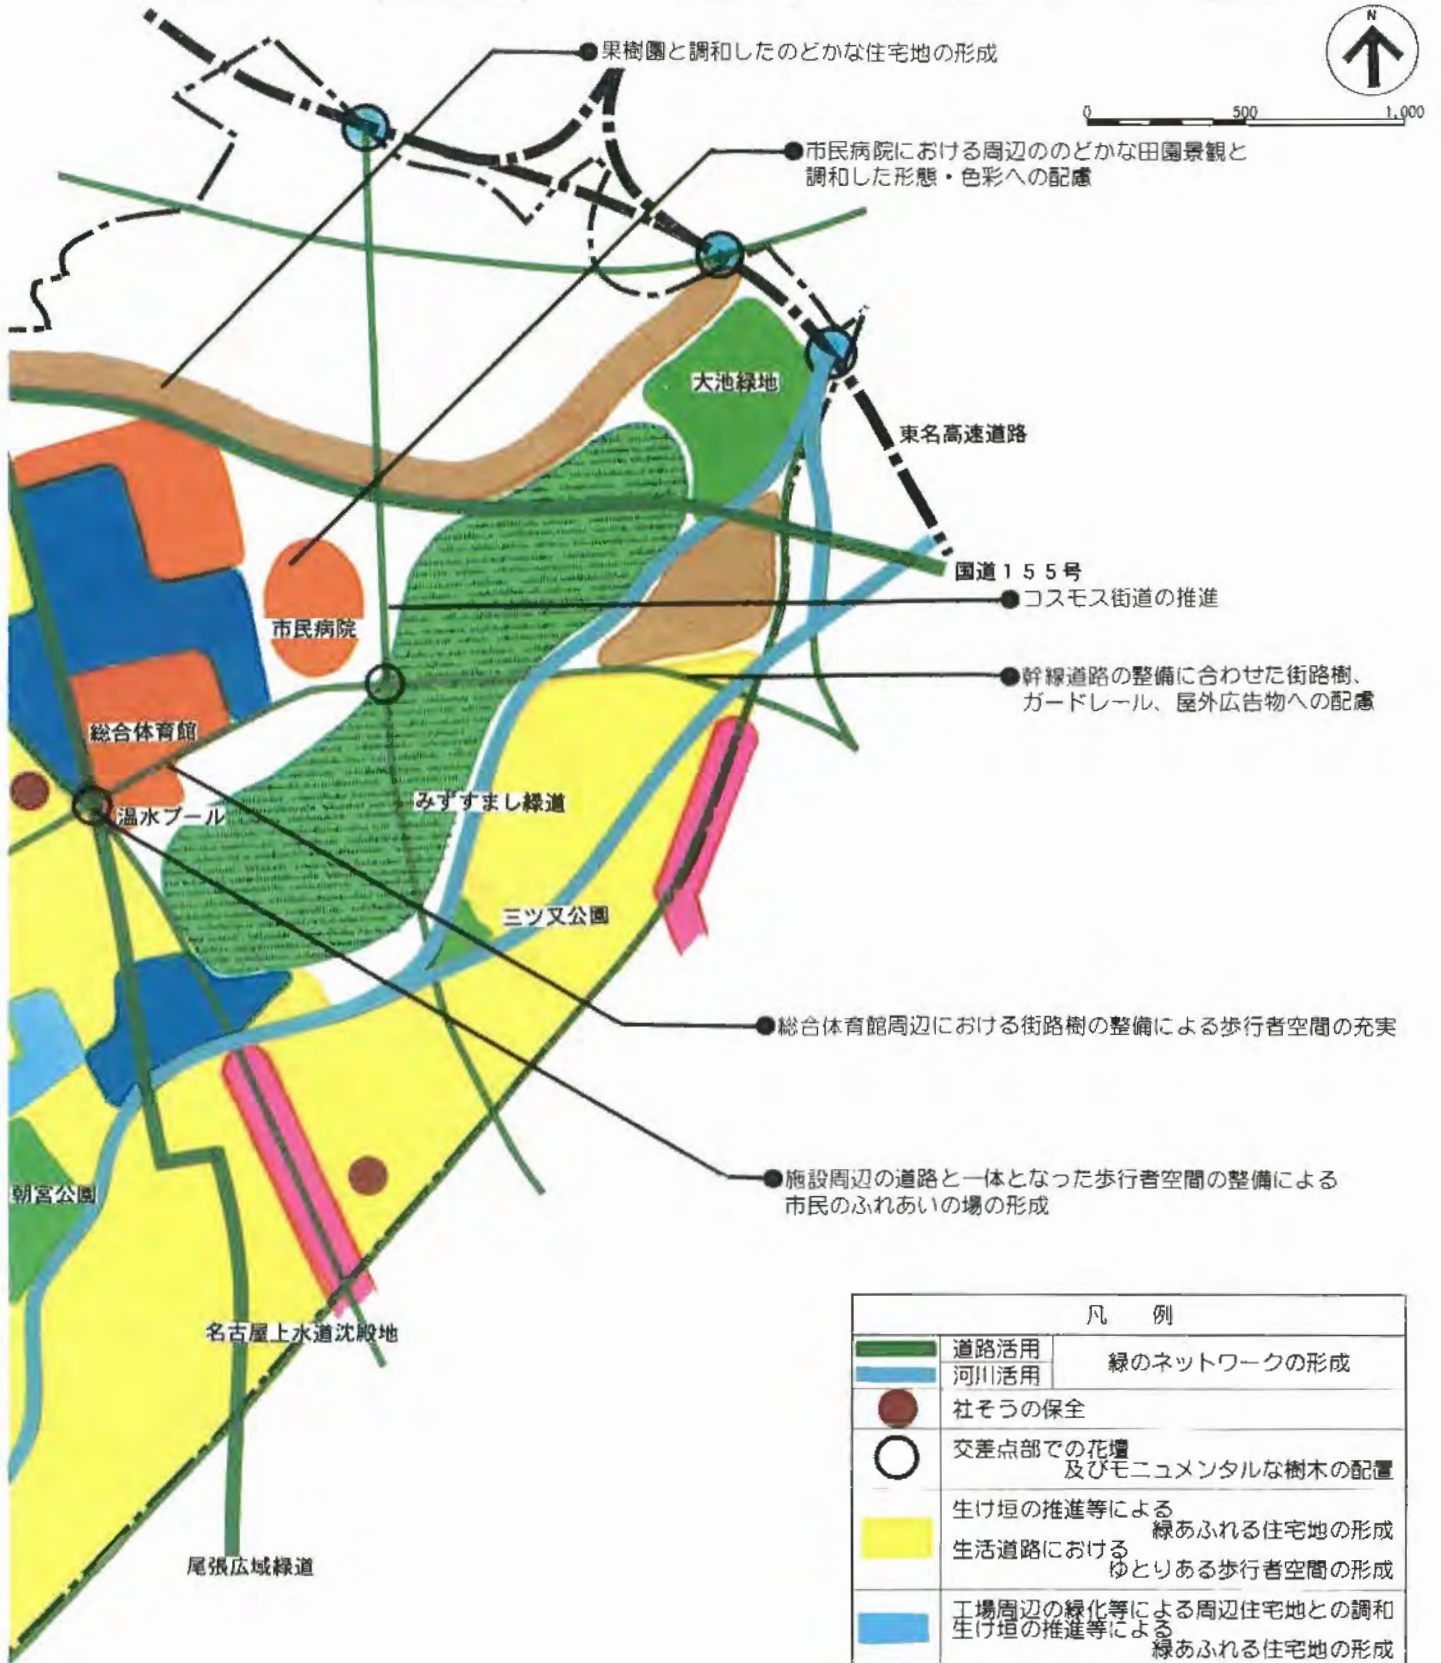 N
0 500 1,000
果樹園と調和したのどかな住宅地の形成
市民病院における周辺ののどかな田園景観と
調和した形態・色彩への配慮
大池緑地
東名高速道路
国道155号
コスモス街道の推進
市民病院
幹線道路の整備に合わせた街路樹、
ガードレール、屋外広告物への配慮
総合体育館
温水プール
みずすまし緑道
三ツ又公園
総合体育館周辺における街路樹の整備による歩行者空間の充実
施設周辺の道路と一体となった歩行者空間の整備による
市民のふれあいの場の形成
朝宮公園
名古屋上水道沈殿地
尾張広域緑道
凡 例
道路活用
河川活用
緑のネットワークの形成
社そうの保全
交差点部での花壇
及びモニュメンタルな樹木の配置
生け垣の推進等による
緑あふれる住宅地の形成
生活道路における
ゆとりある歩行者空間の形成
工場周辺の緑化等による周辺住宅地との調和
生け垣の推進等による
緑あふれる住宅地の形成